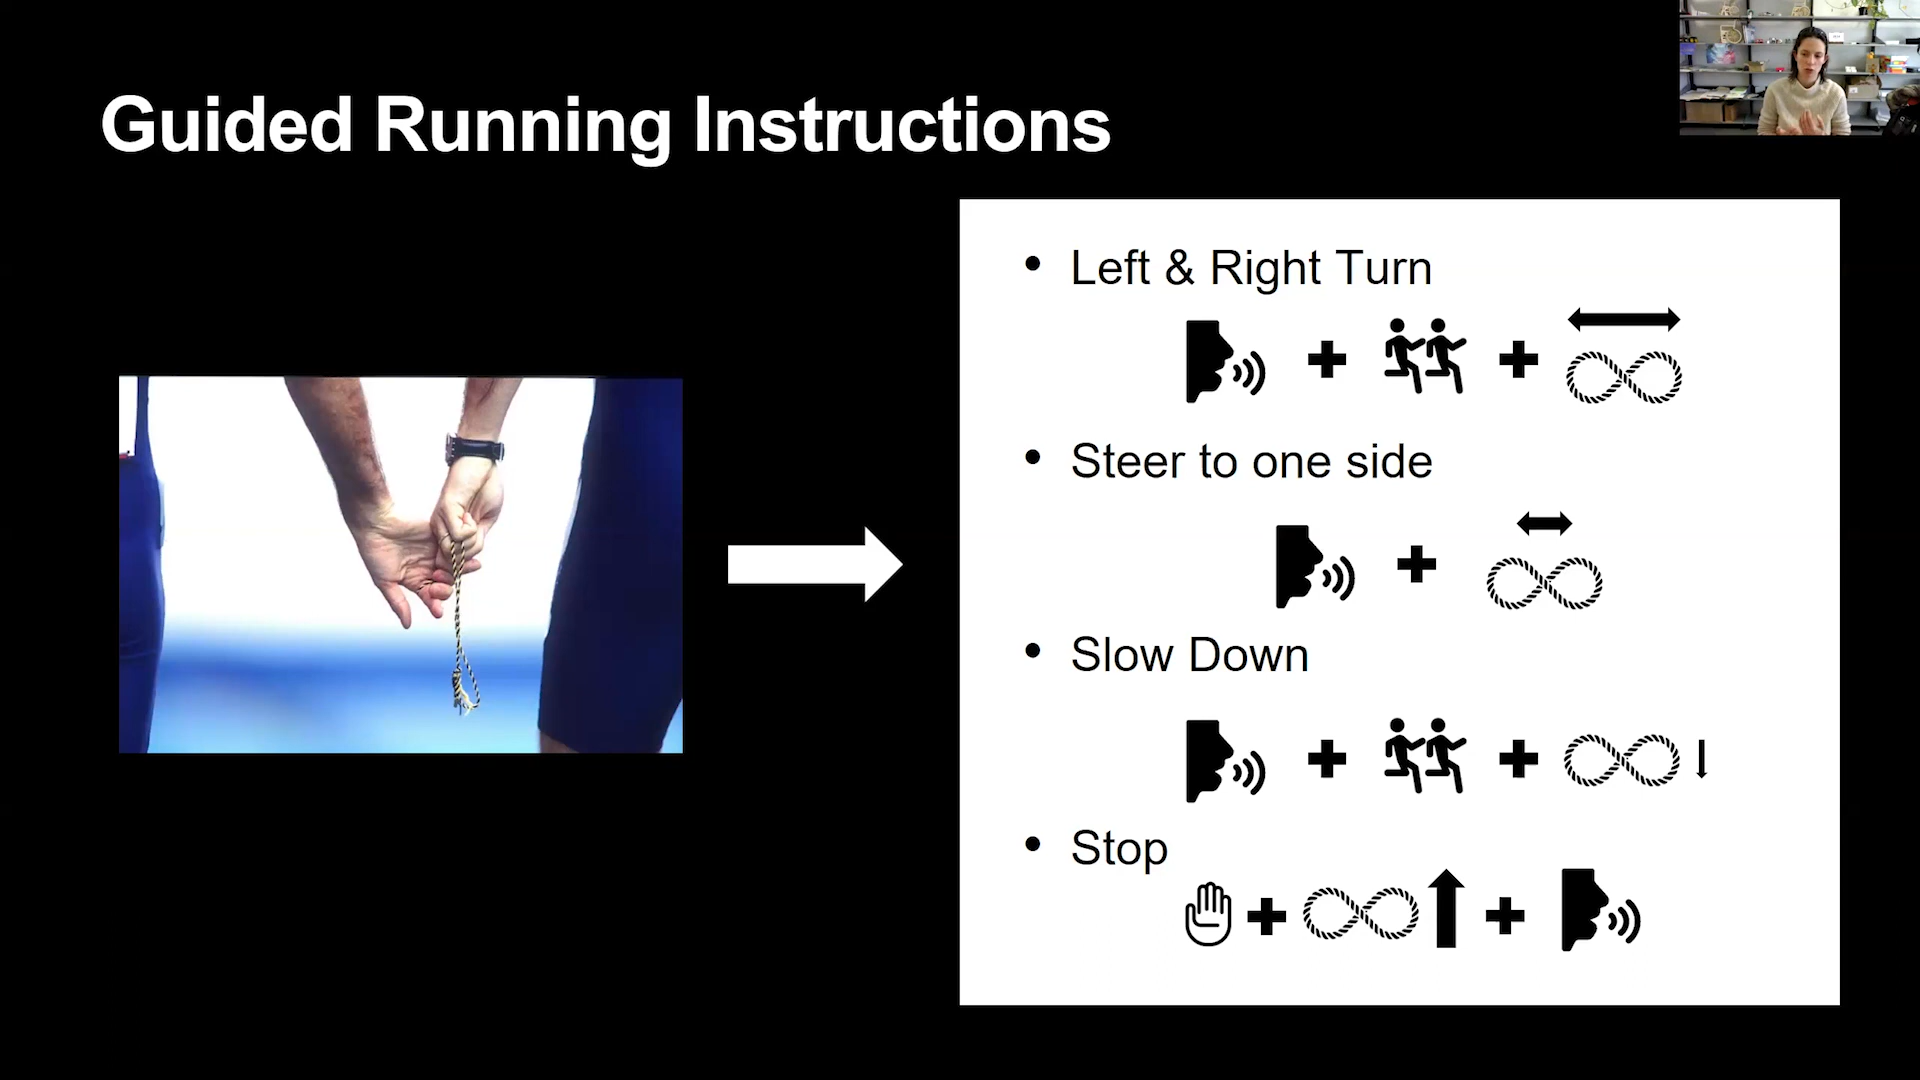 Guided Running Instructions
• Left & Right Turn
• Steer to one side
• Slow Down
• Stop